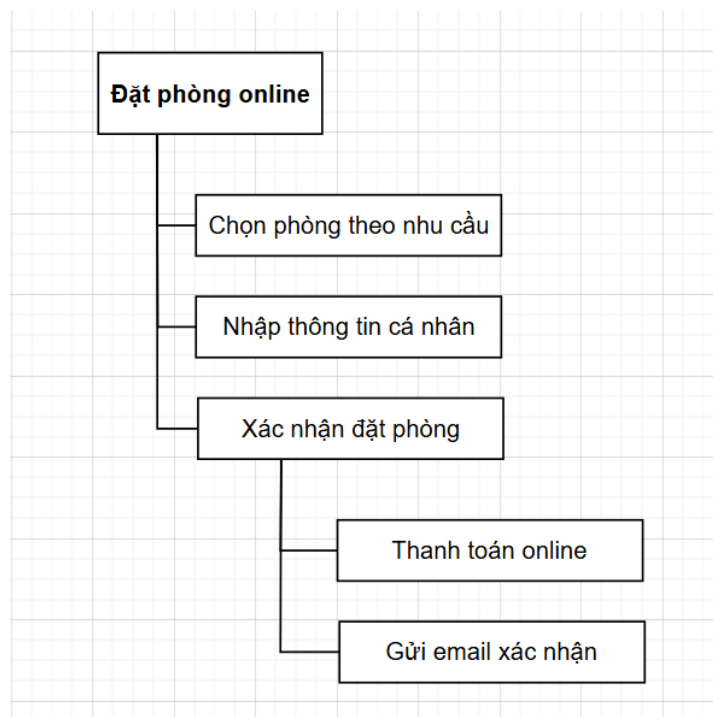 Đặt phòng online
Chọn phòng theo nhu cầu
Nhập thông tin cá nhân
Xác nhận đặt phòng
Thanh toán online
Gửi email xác nhận